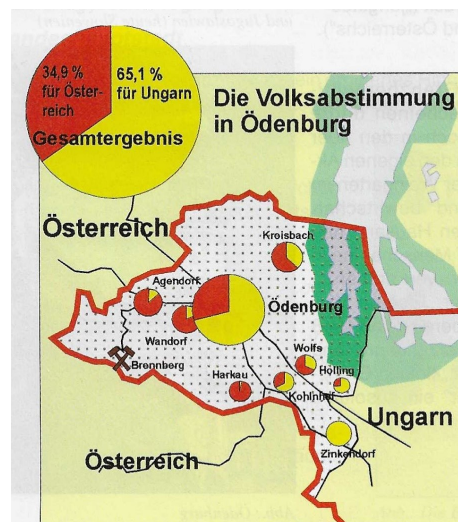 34,9 %
für Öster-
reich
65,1 %
für Ungarn
Gesamtergebnis
Die Volksabstimmung
in Ödenburg
Österreich
Kroisbach
Agendorf
Ödenburg
Wandorf
Brennberg
Wolfs
Holling
Harkau
Kohlnhof
Ungarn
Zinkendorf
Österreich